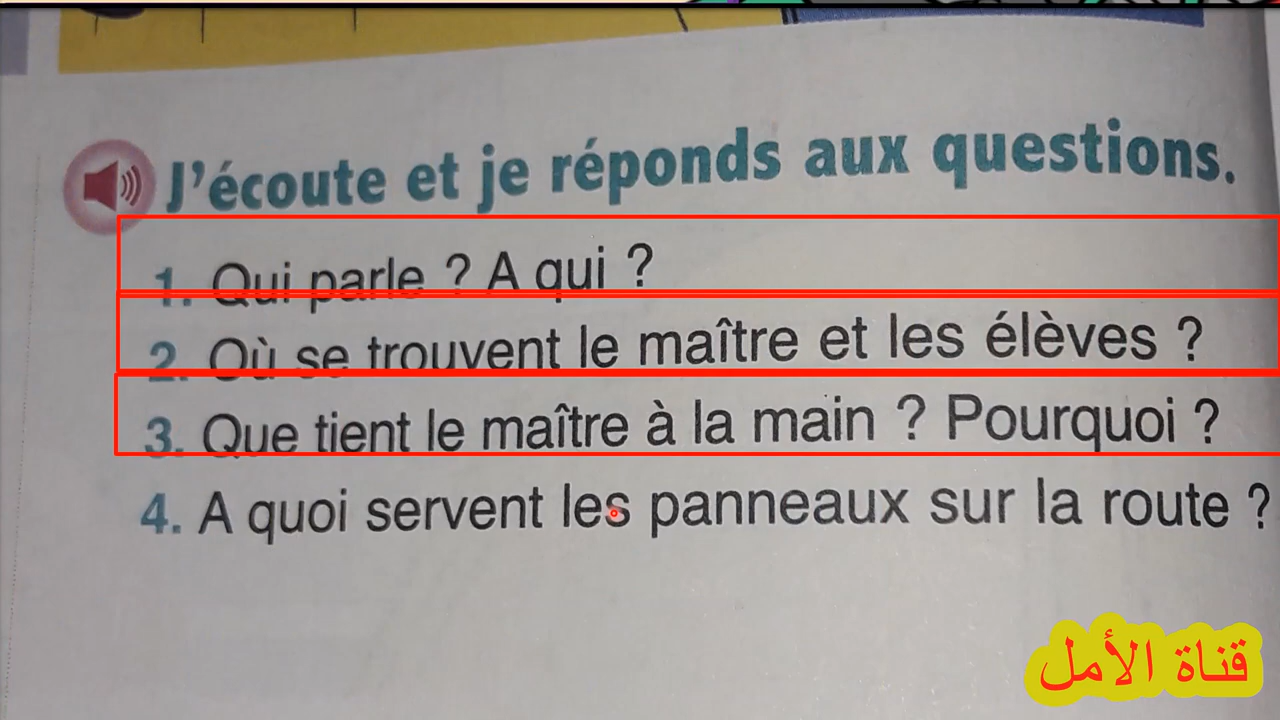 J'écoute et je réponds aux questions.
1. Qui parle ? A qui ?
2. Où se trouvent le maître et les élèves ?
3. Que tient le maître à la main ? Pourquoi ?
4. A quoi servent les panneaux sur la route ?
قناة الأمل